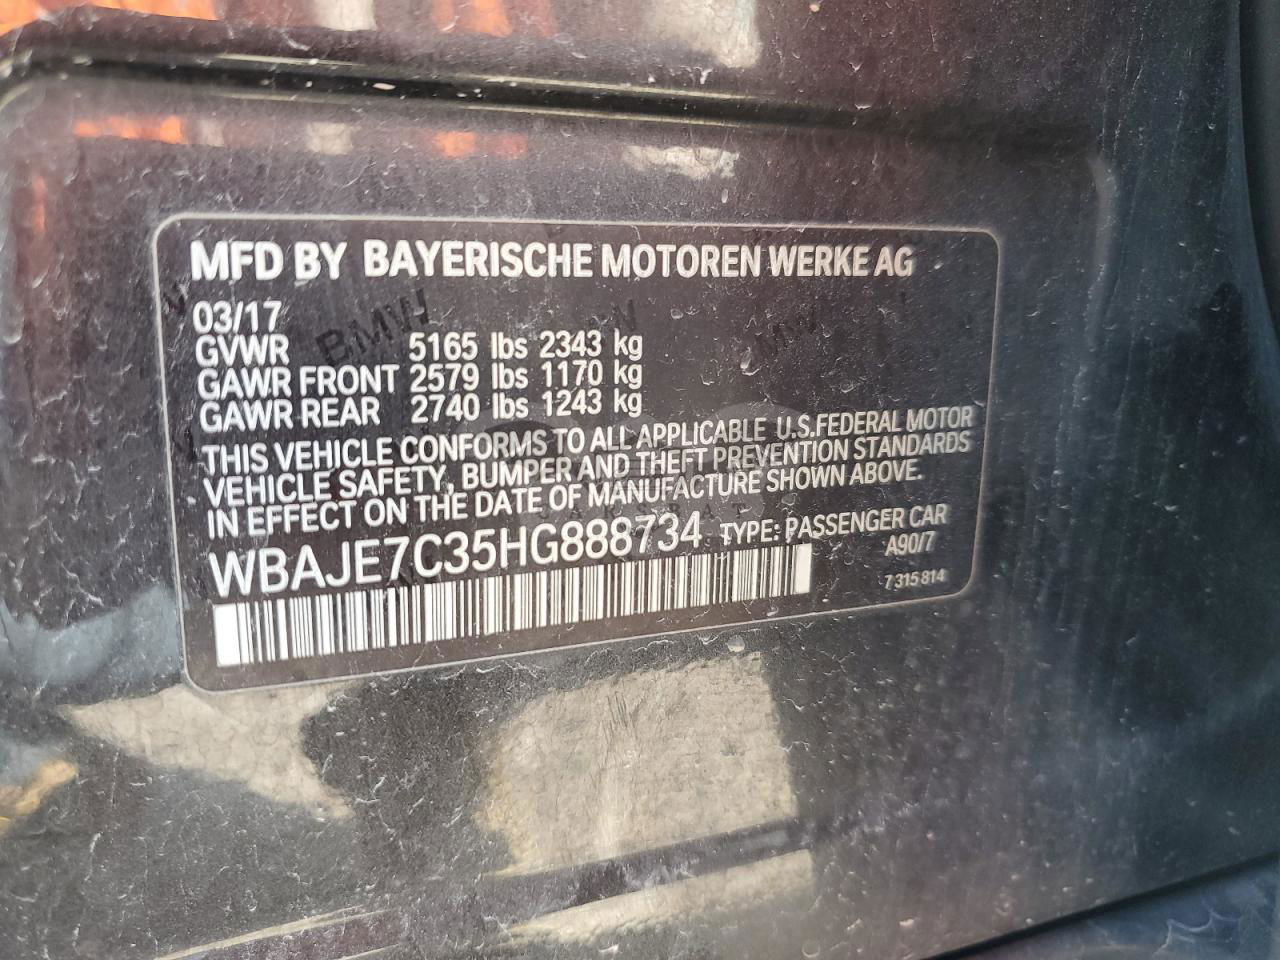 MFD BY BAYERISCHE MOTOREN WERKE AG
03/17
GVWR 5165 lbs 2343 kg
GAWR FRONT 2579 lbs 1170 kg
GAWR REAR 2740 lbs 1243 kg
THIS VEHICLE CONFORMS TO ALL APPLICABLE U.S.FEDERAL MOTOR
VEHICLE SAFETY, BUMPER AND THEFT PREVENTION STANDARDS
IN EFFECT ON THE DATE OF MANUFACTURE SHOWN ABOVE.
WBAJE7C35HG888734 TYPE: PASSENGER CAR
A90/7
7 315 814
BMW
ARSBAT